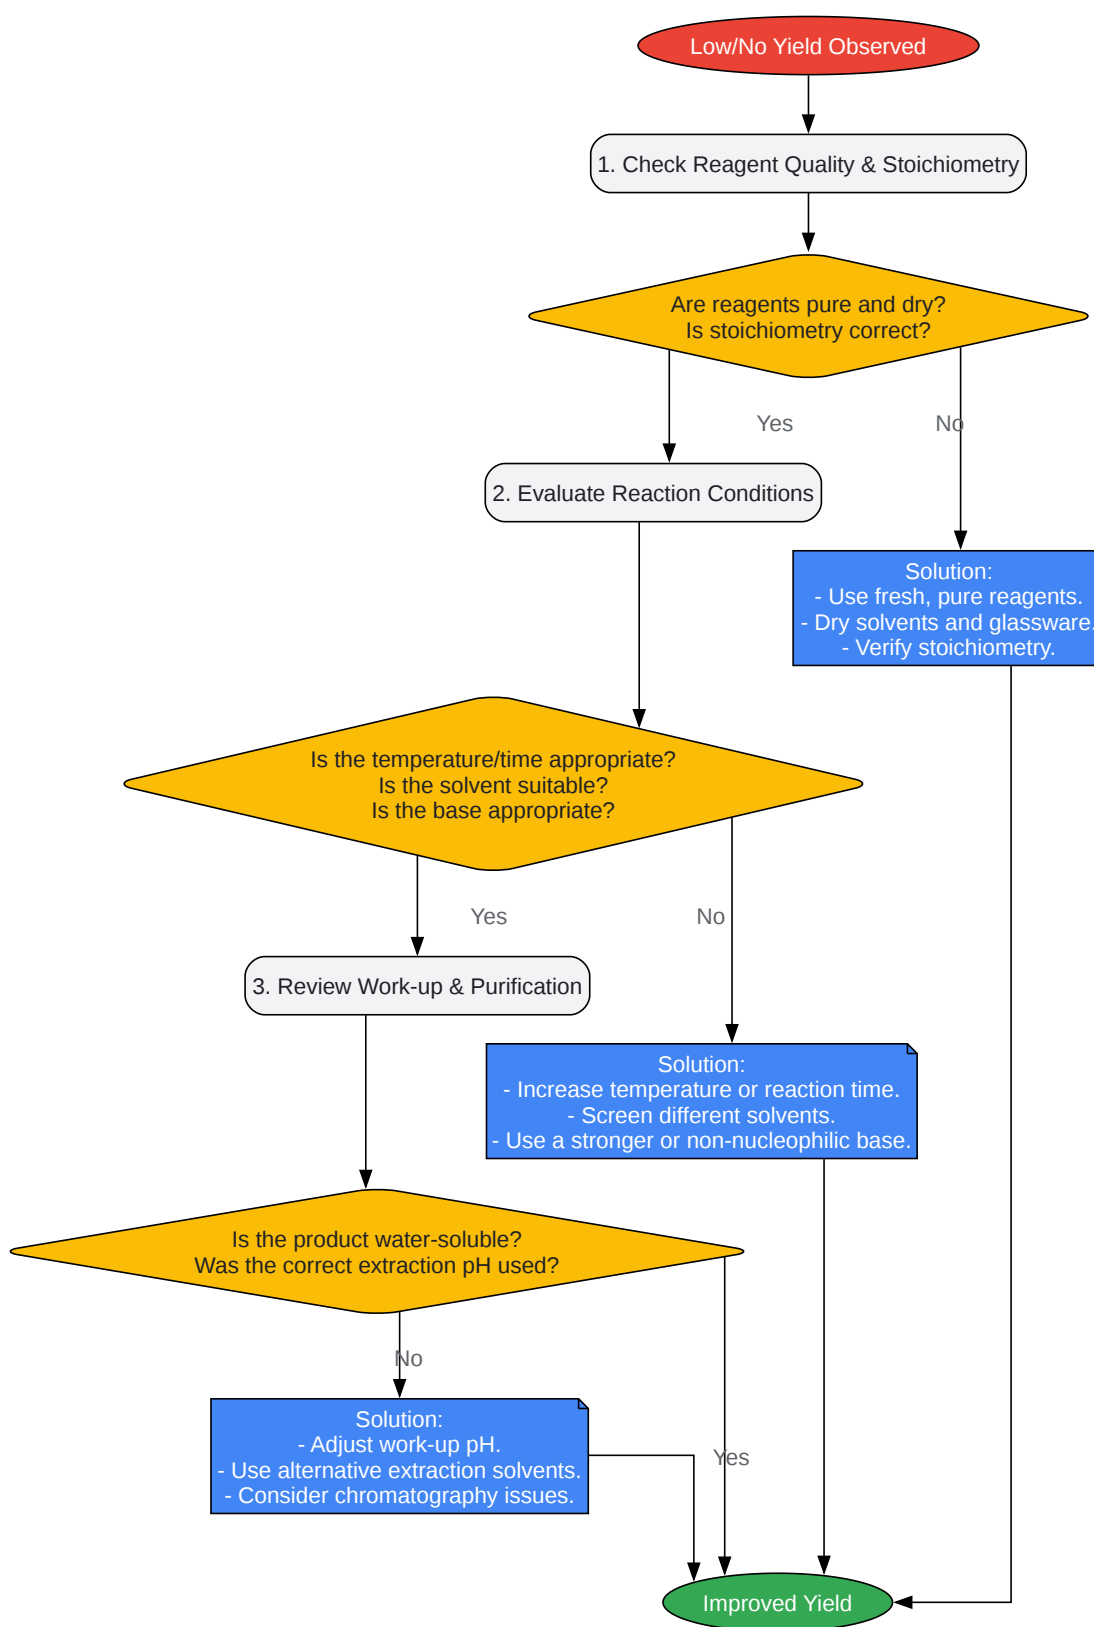 Low/No Yield Observed
1. Check Reagent Quality & Stoichiometry
Are reagents pure and dry?
Is stoichiometry correct?
Yes
No
2. Evaluate Reaction Conditions
Solution:
- Use fresh, pure reagents.
- Dry solvents and glassware.
- Verify stoichiometry.
Is the temperature/time appropriate?
Is the solvent suitable?
Is the base appropriate?
Yes
No
3. Review Work-up & Purification
Solution:
- Increase temperature or reaction time.
- Screen different solvents.
- Use a stronger or non-nucleophilic base.
Is the product water-soluble?
Was the correct extraction pH used?
No
Solution:
- Adjust work-up pH.
- Use alternative extraction solvents.
- Consider chromatography issues.
Yes
Improved Yield